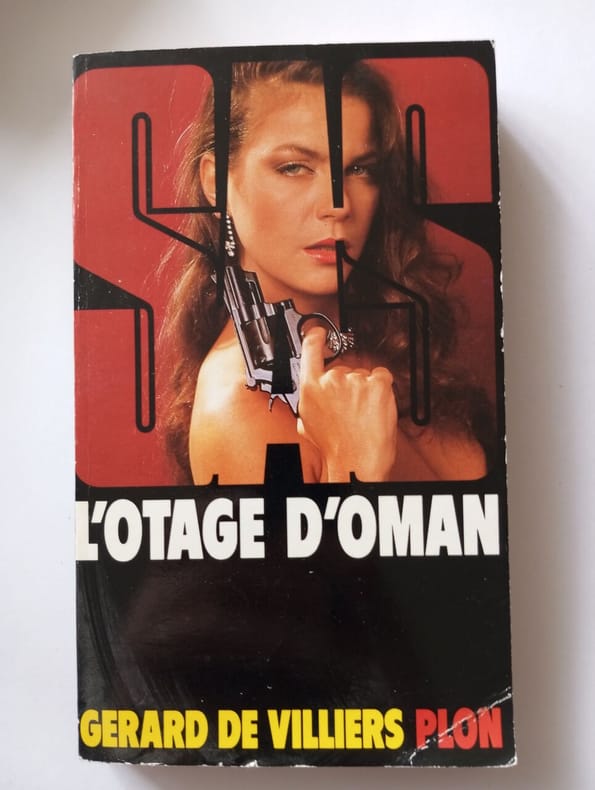 SAS
L'OTAGE D'OMAN
GERARD DE VILLIERS PLON